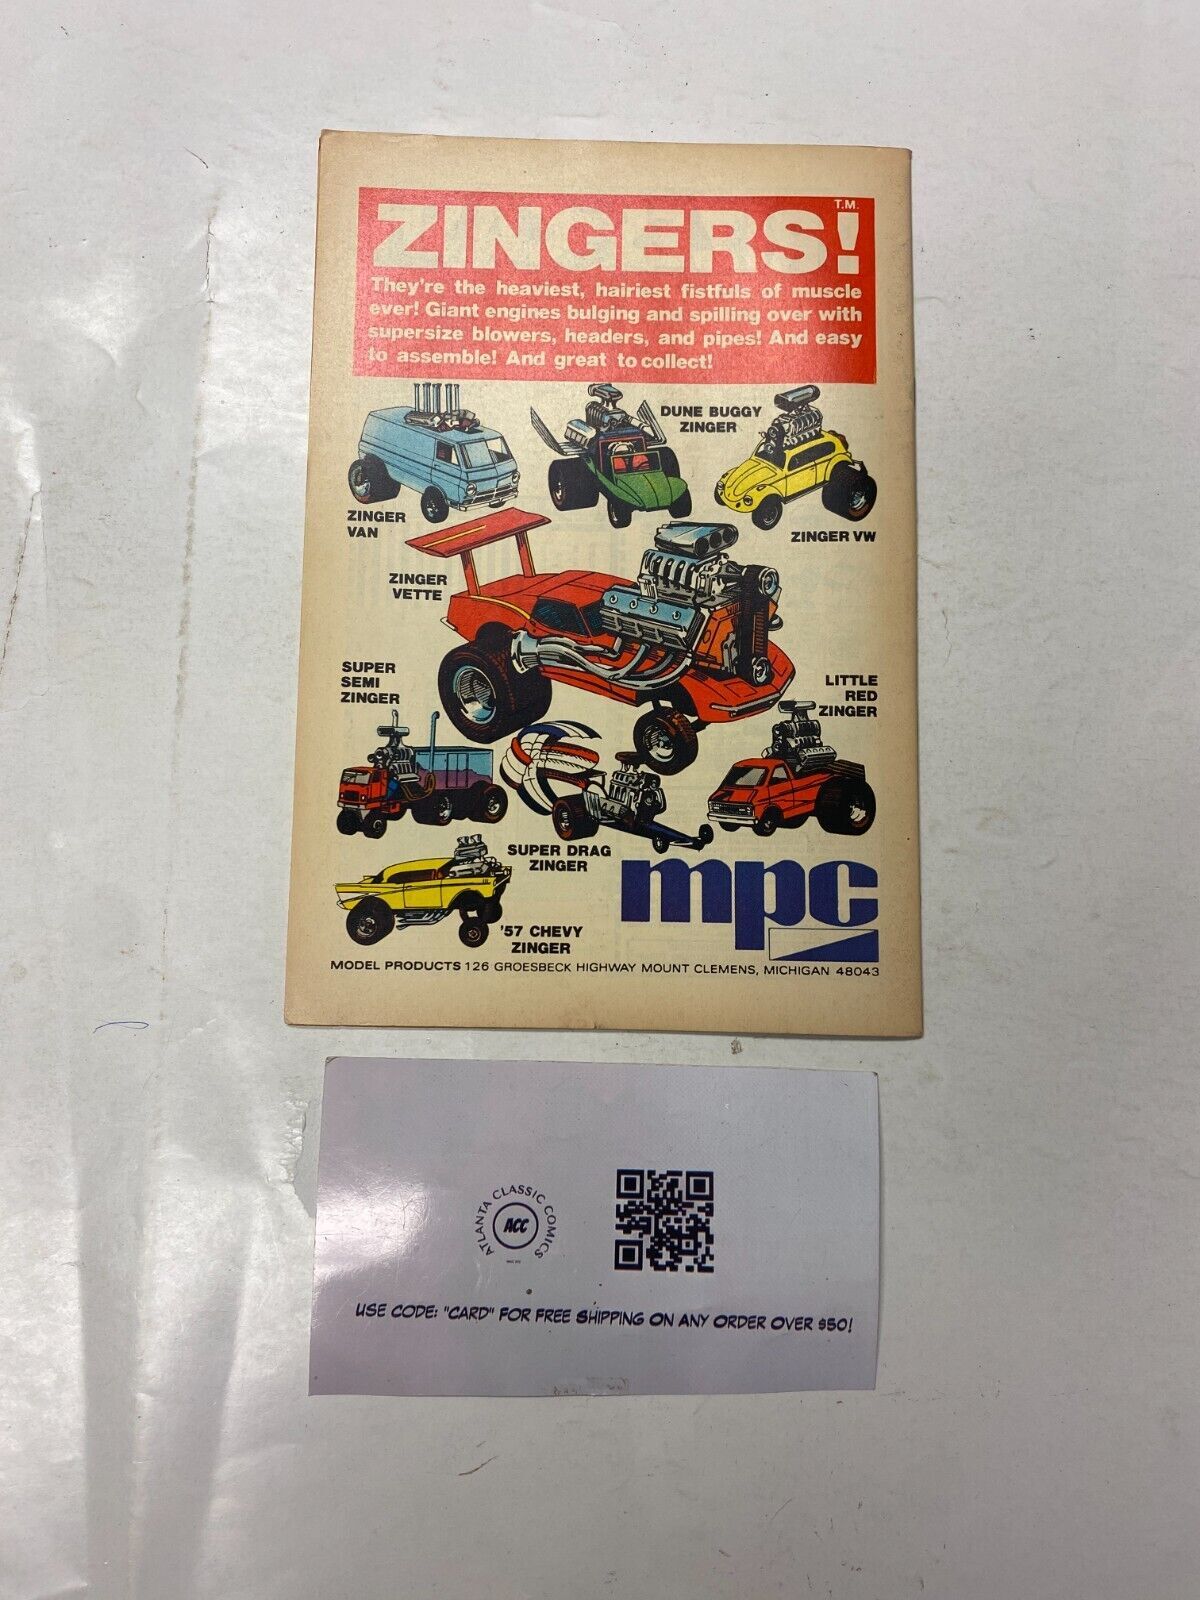 ZINGERS!
T.M.
They're the heaviest, hairiest fistfuls of muscle
ever! Giant engines bulging and spilling over with
supersize blowers, headers, and pipes! And easy
to assemble! And great to collect!
DUNE BUGGY
ZINGER
ZINGER
VAN
ZINGER VW
ZINGER
VETTE
SUPER
SEMI
ZINGER
LITTLE
RED
ZINGER
SUPER DRAG
ZINGER
'57 CHEVY
ZINGER
mpc
MODEL PRODUCTS 126 GROESBECK HIGHWAY MOUNT CLEMENS, MICHIGAN 48043
ATLANTA CLASSIC COMICS
ACC
USE CODE: "CARD" FOR FREE SHIPPING ON ANY ORDER OVER $50!